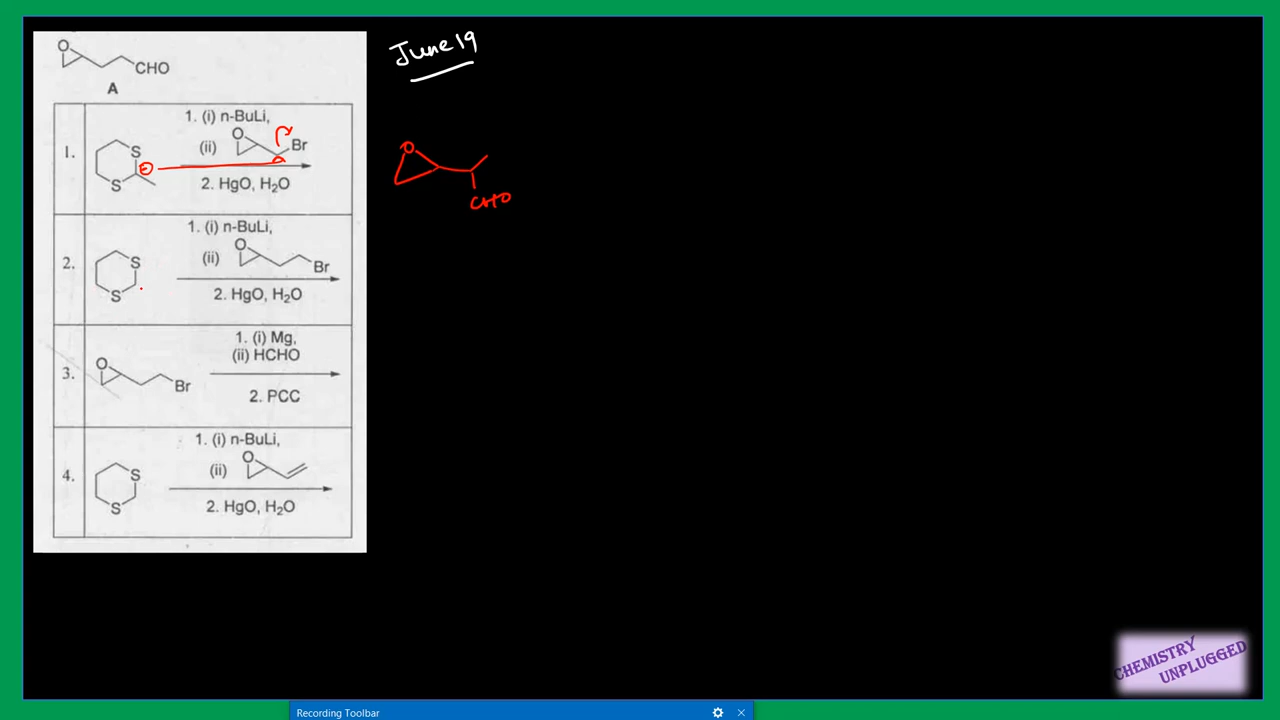 June 19
O
CHO
A
1. (i) n-BuLi,
O
1.
S
(ii)
Br
S
2. HgO, H₂O
1. (i) n-BuLi,
O
2.
S
(ii)
Br
S
2. HgO, H₂O
1. (i) Mg,
(ii) HCHO
O
3.
Br
2. PCC
1. (i) n-BuLi,
O
4.
S
(ii)
S
2. HgO, H₂O
O
CHO
CHEMISTRY
UNPLUGGED
Recording Toolbar